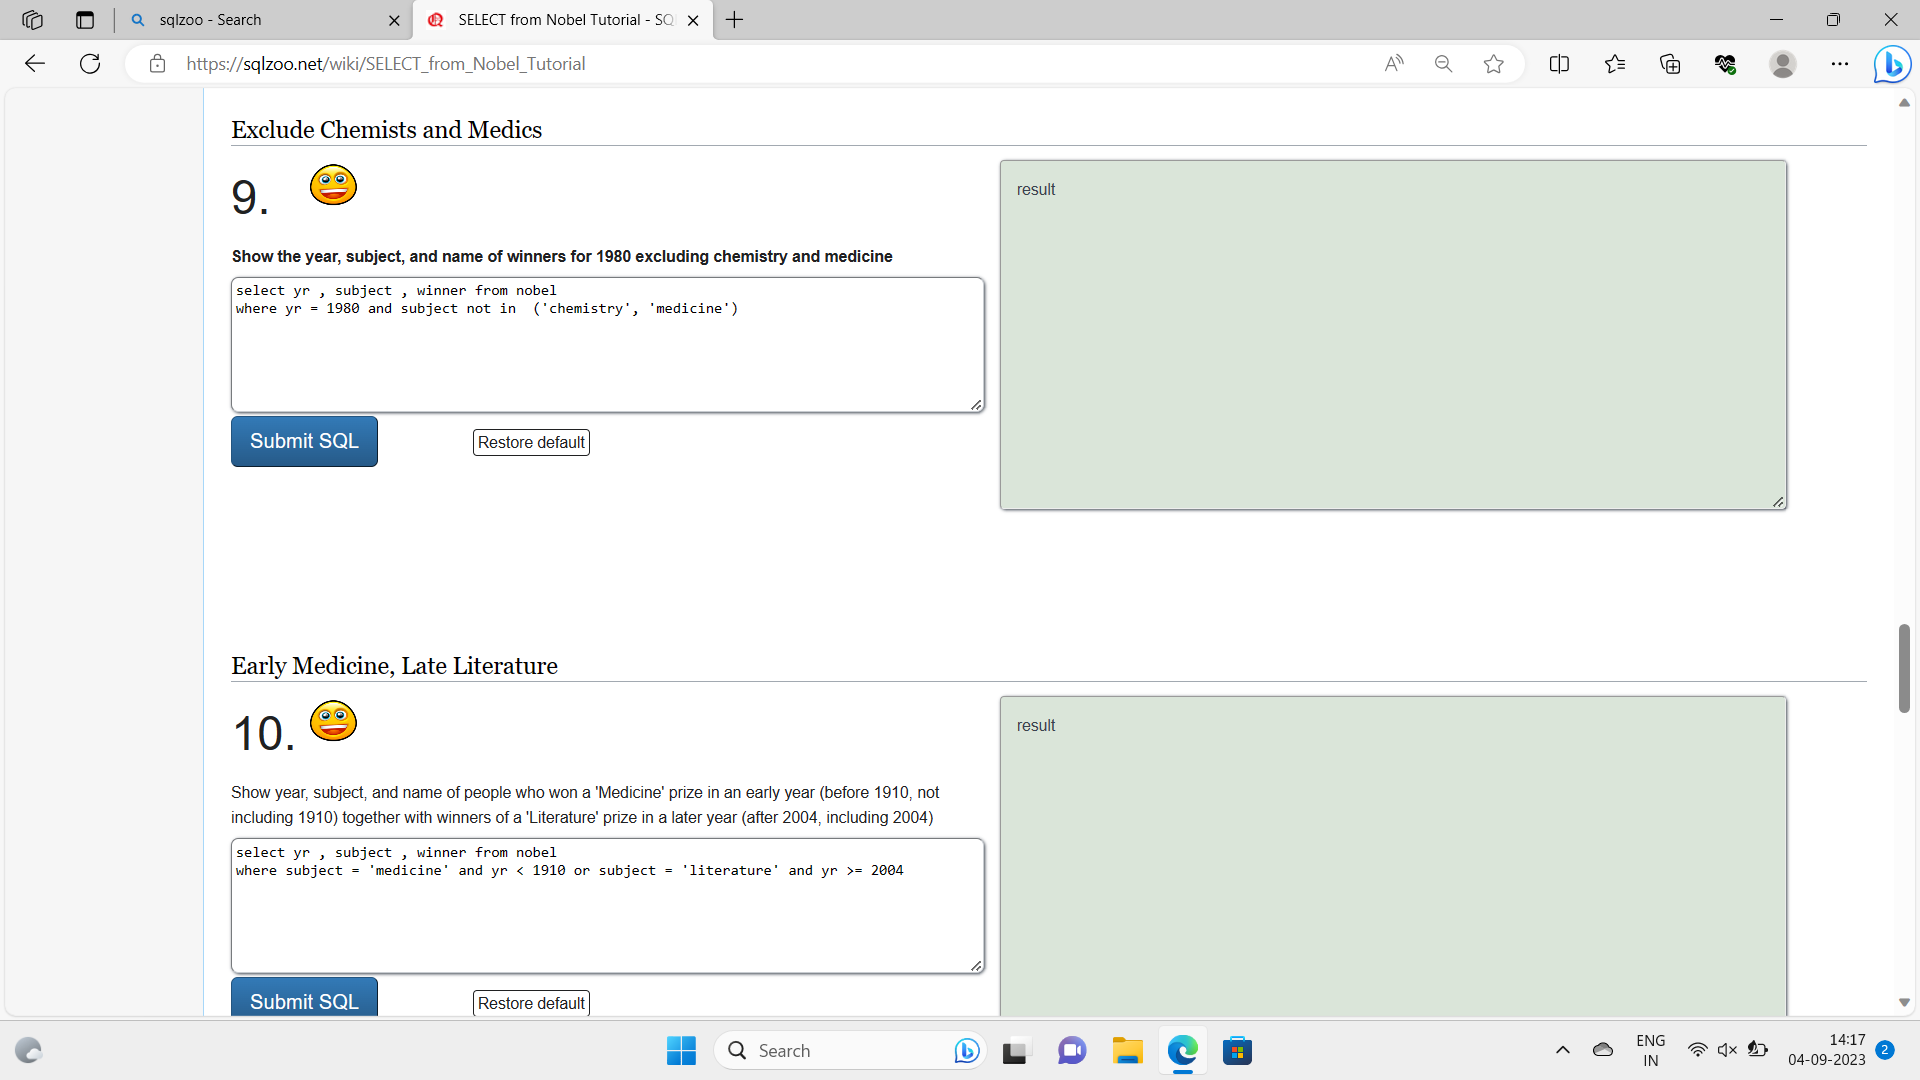 sqlzoo - Search
SELECT from Nobel Tutorial - SQ
https://sqlzoo.net/wiki/SELECT_from_Nobel_Tutorial
Exclude Chemists and Medics
9.
result
Show the year, subject, and name of winners for 1980 excluding chemistry and medicine
select yr , subject , winner from nobel
where yr = 1980 and subject not in  ('chemistry', 'medicine')
Submit SQL
Restore default
Early Medicine, Late Literature
10.
result
Show year, subject, and name of people who won a 'Medicine' prize in an early year (before 1910, not
including 1910) together with winners of a 'Literature' prize in a later year (after 2004, including 2004)
select yr , subject , winner from nobel
where subject = 'medicine' and yr < 1910 or subject = 'literature' and yr >= 2004
Submit SQL
Restore default
Search
ENG
IN
14:17
04-09-2023
2